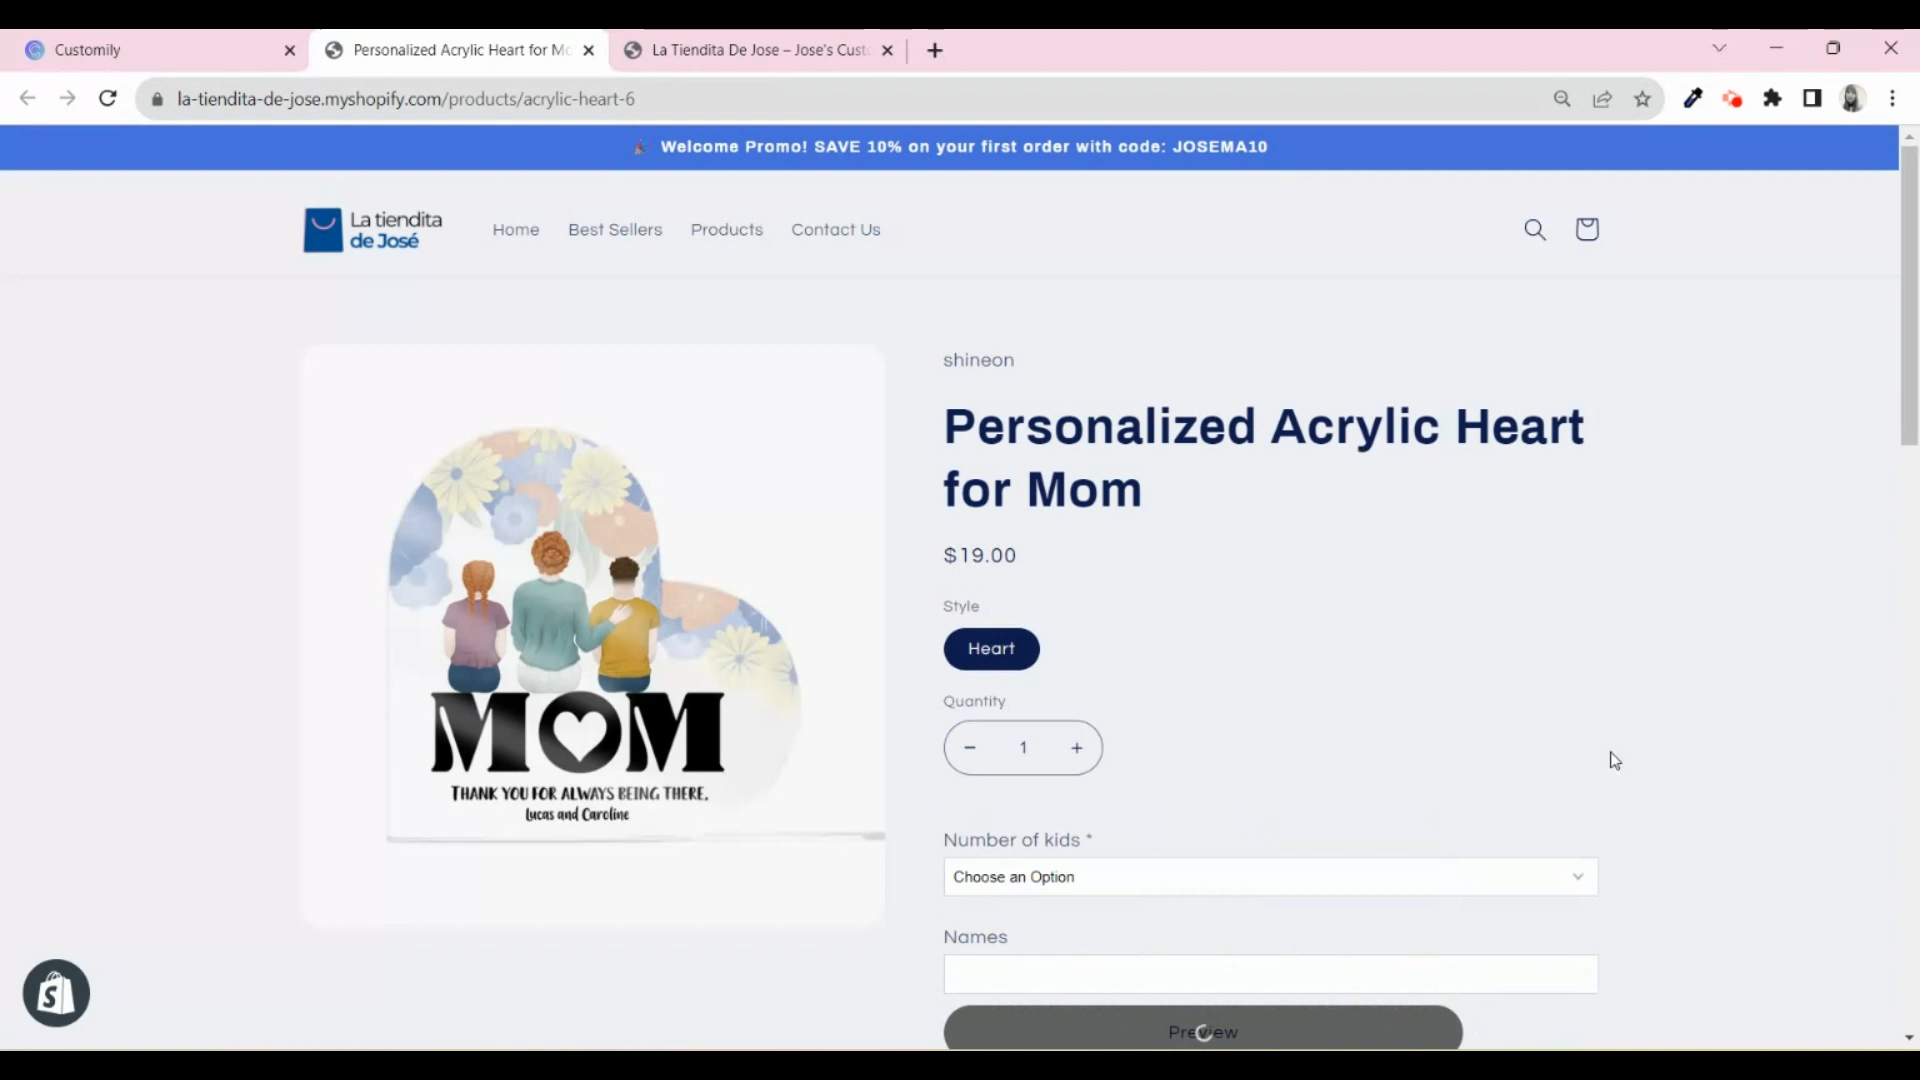 Customily
Personalized Acrylic Heart for Mo
La Tiendita De Jose – Jose's Cust
la-tiendita-de-jose.myshopify.com/products/acrylic-heart-6
Welcome Promo! SAVE 10% on your first order with code: JOSEMA10
La tiendita
de José
Home
Best Sellers
Products
Contact Us
shineon
Personalized Acrylic Heart
for Mom
$19.00
Style
Heart
Quantity
− 1 +
MOM
THANK YOU FOR ALWAYS BEING THERE,
Lucas and Caroline
Number of kids *
Choose an Option
Names
Preview